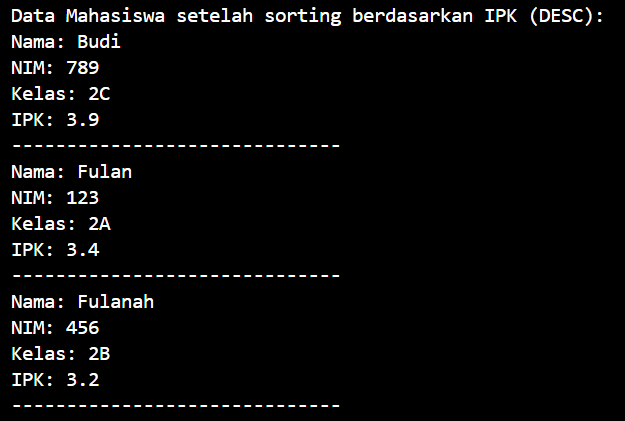 Data Mahasiswa setelah sorting berdasarkan IPK (DESC):
Nama: Budi
NIM: 789
Kelas: 2C
IPK: 3.9
------------------------------
Nama: Fulan
NIM: 123
Kelas: 2A
IPK: 3.4
------------------------------
Nama: Fulanah
NIM: 456
Kelas: 2B
IPK: 3.2
------------------------------